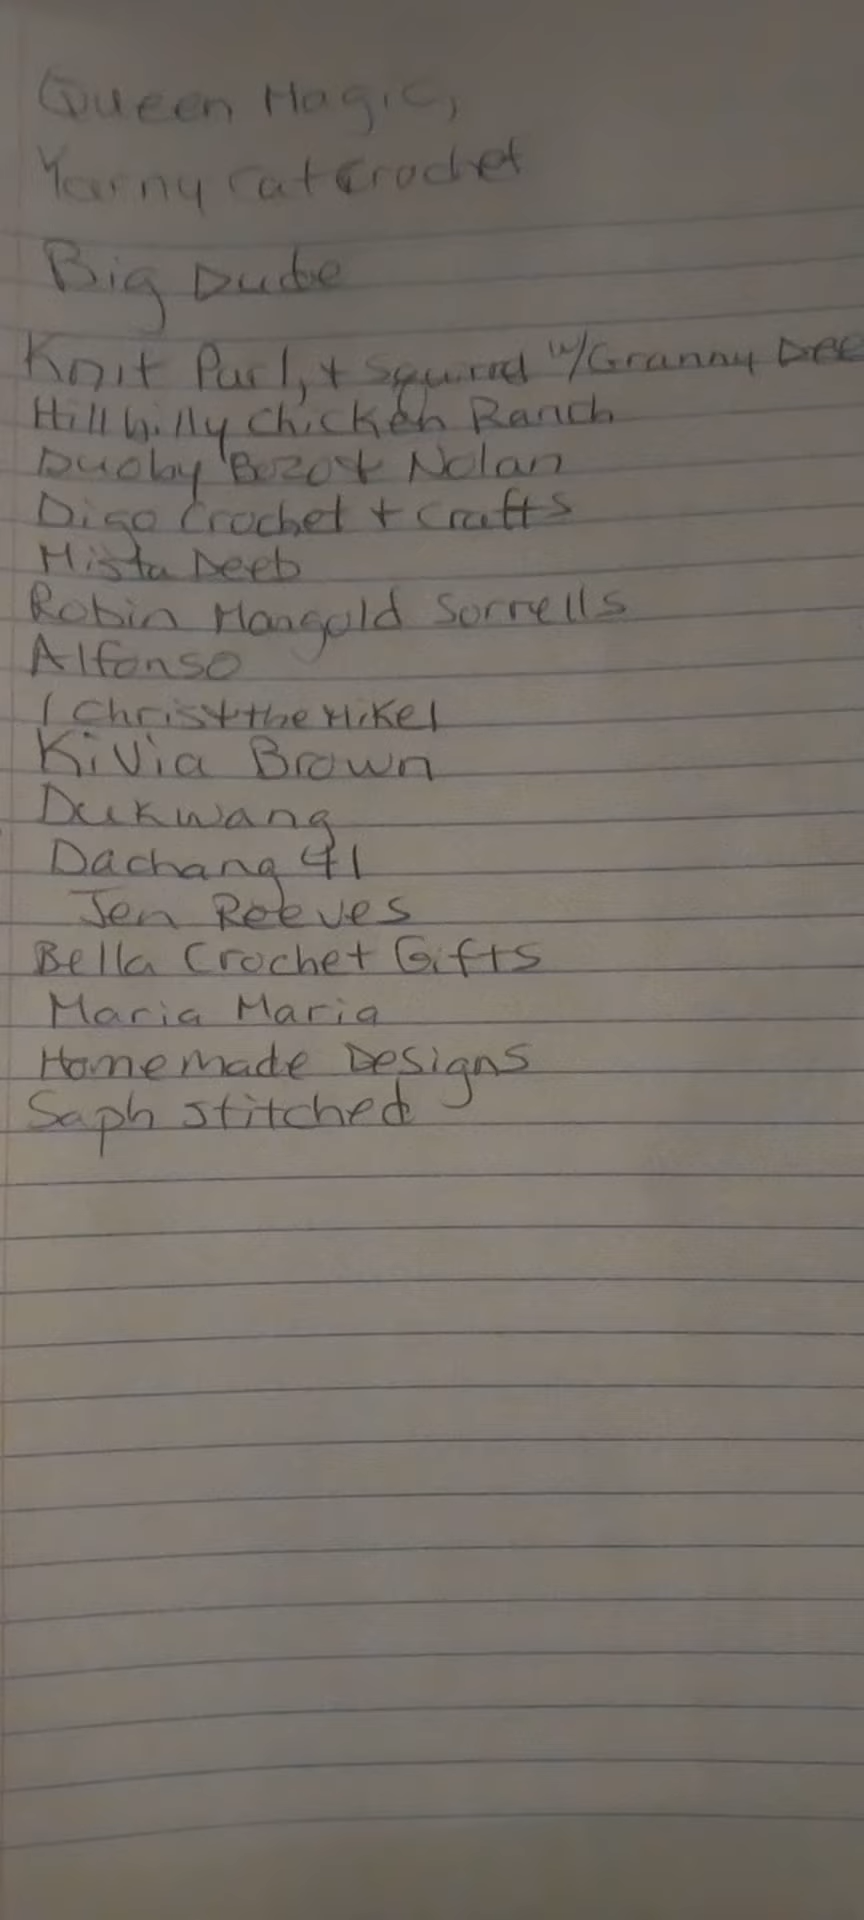 Queen Magic,
Yarny Cat Crochet
Big Dude
Knit Purl, + Squirrel w/Granny Dee
Hillbilly Chicken Ranch
Bozo + Nolan
Digo Crochet + Crafts
Mista Deeb
Robin Mangold Sorrells
Alfonso
1 Christ the Mikel
Kivia Brown
Dukwang
Dachang 41
Jen Reeves
Bella Crochet Gifts
Maria Maria
Homemade Designs
Saph stitched